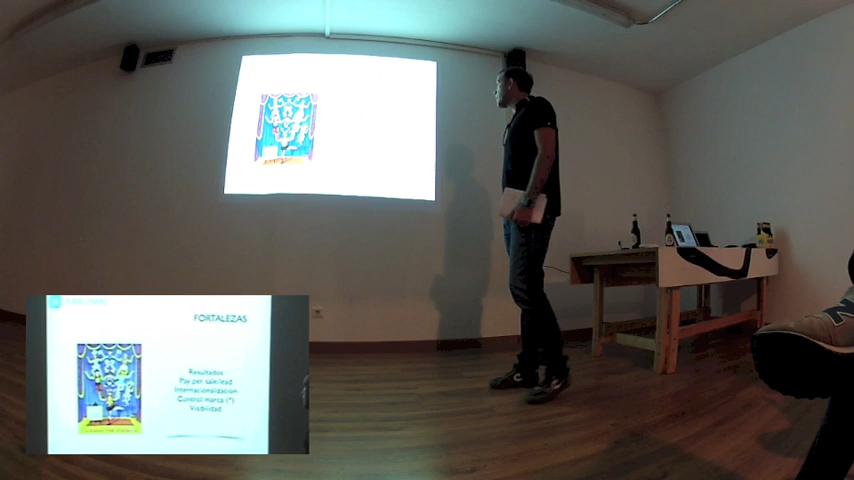 FORTALEZAS
Resultados
Pay per sale/lead
Internacionalización
Control marca (*)
Visibilidad
N